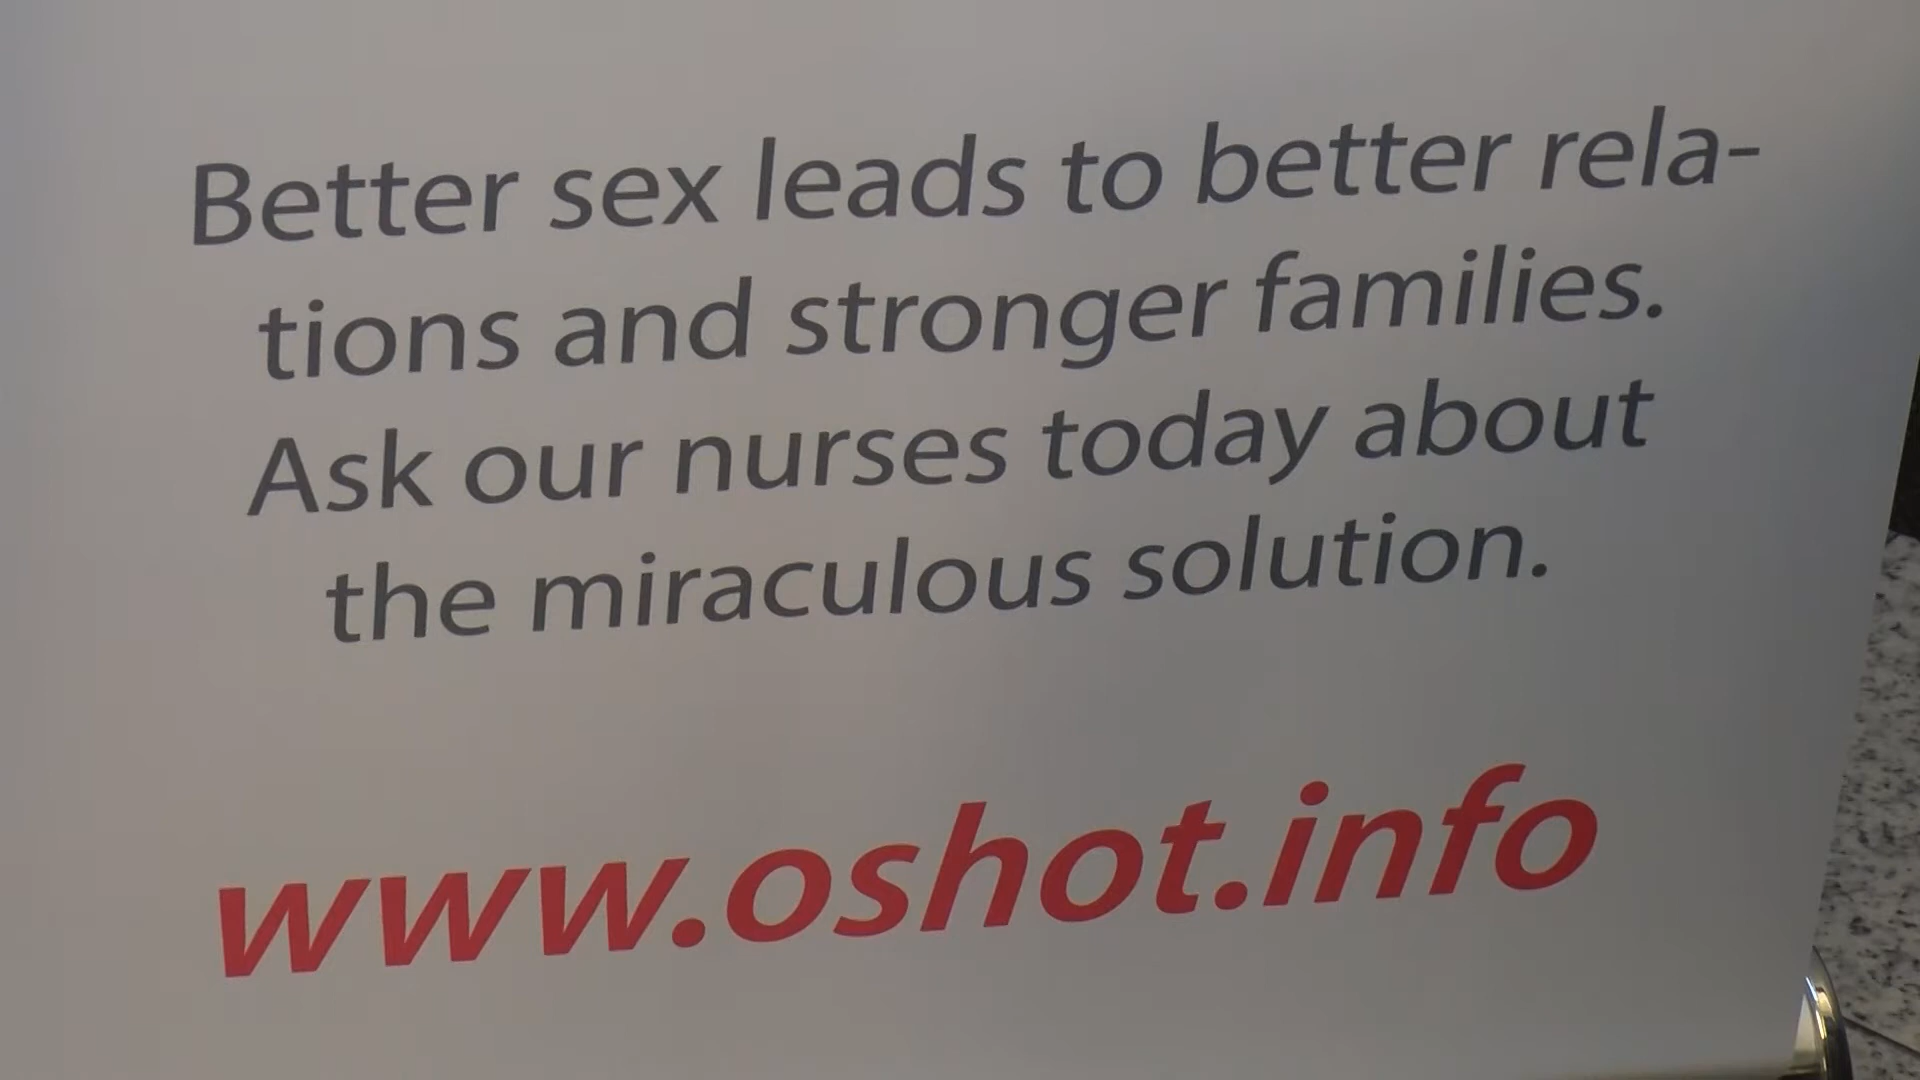 Better sex leads to better rela-
tions and stronger families.
Ask our nurses today about
the miraculous solution.
www.oshot.info